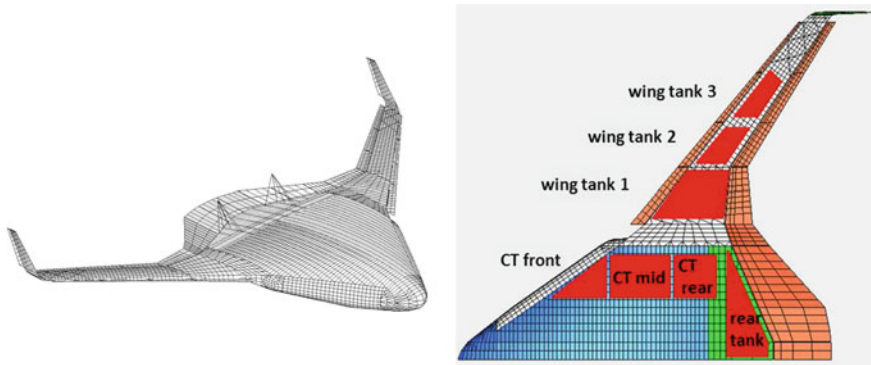 wing tank 3
wing tank 2
wing tank 1
CT front
CT mid
CT
rear
rear
tank